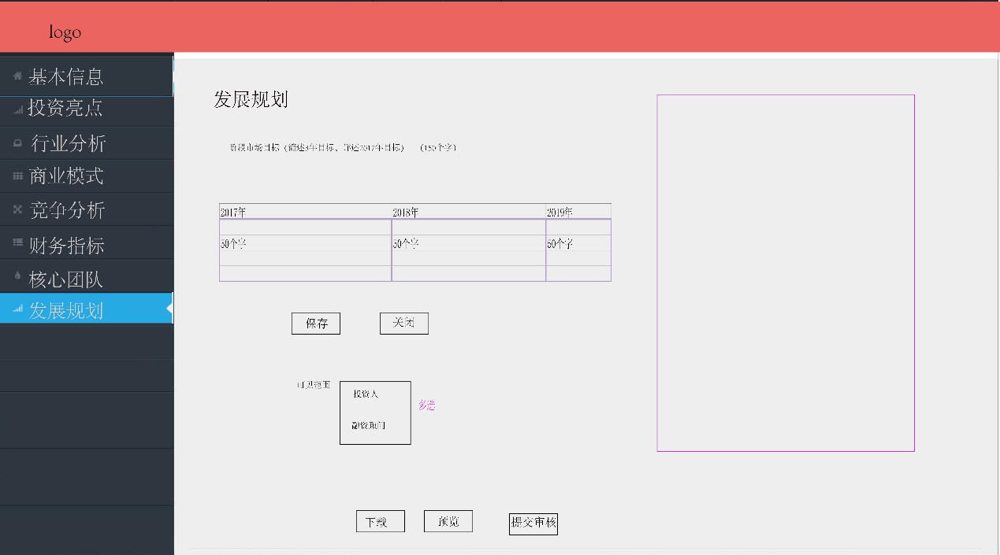 logo
基本信息
投资亮点
行业分析
商业模式
竞争分析
财务指标
核心团队
发展规划
发展规划
阶段市场目标（简述3年目标、详述2017年目标） （150个字）
2017年 2018年 2019年
50个字 50个字 50个字
保存 关闭
可见范围
投资人
多选
融资顾问
下载 预览 提交审核